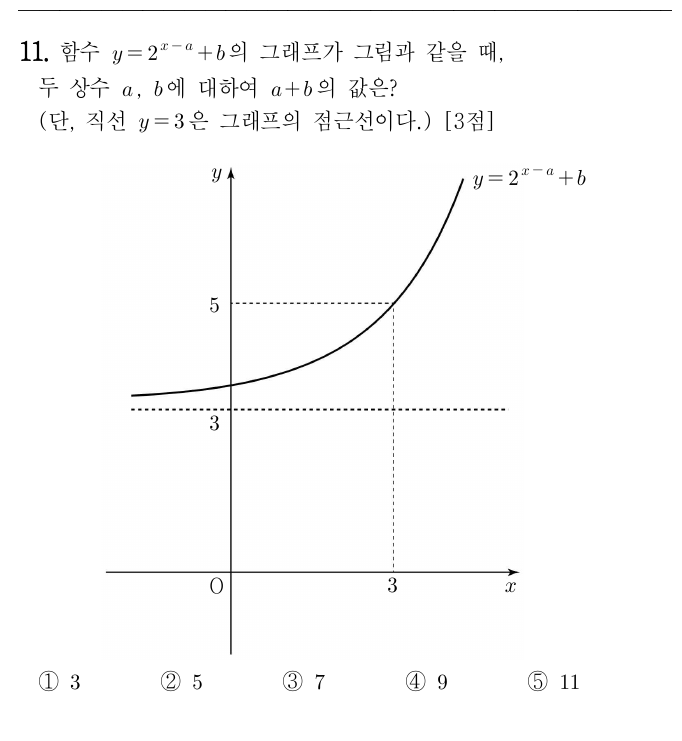 11. 함수 y=2^{x-a}+b의 그래프가 그림과 같을 때,
두 상수 a, b에 대하여 a+b의 값은?
(단, 직선 y=3은 그래프의 점근선이다.) [3점]
y
y=2^{x-a}+b
5
3
O
3
x
① 3 ② 5 ③ 7 ④ 9 ⑤ 11